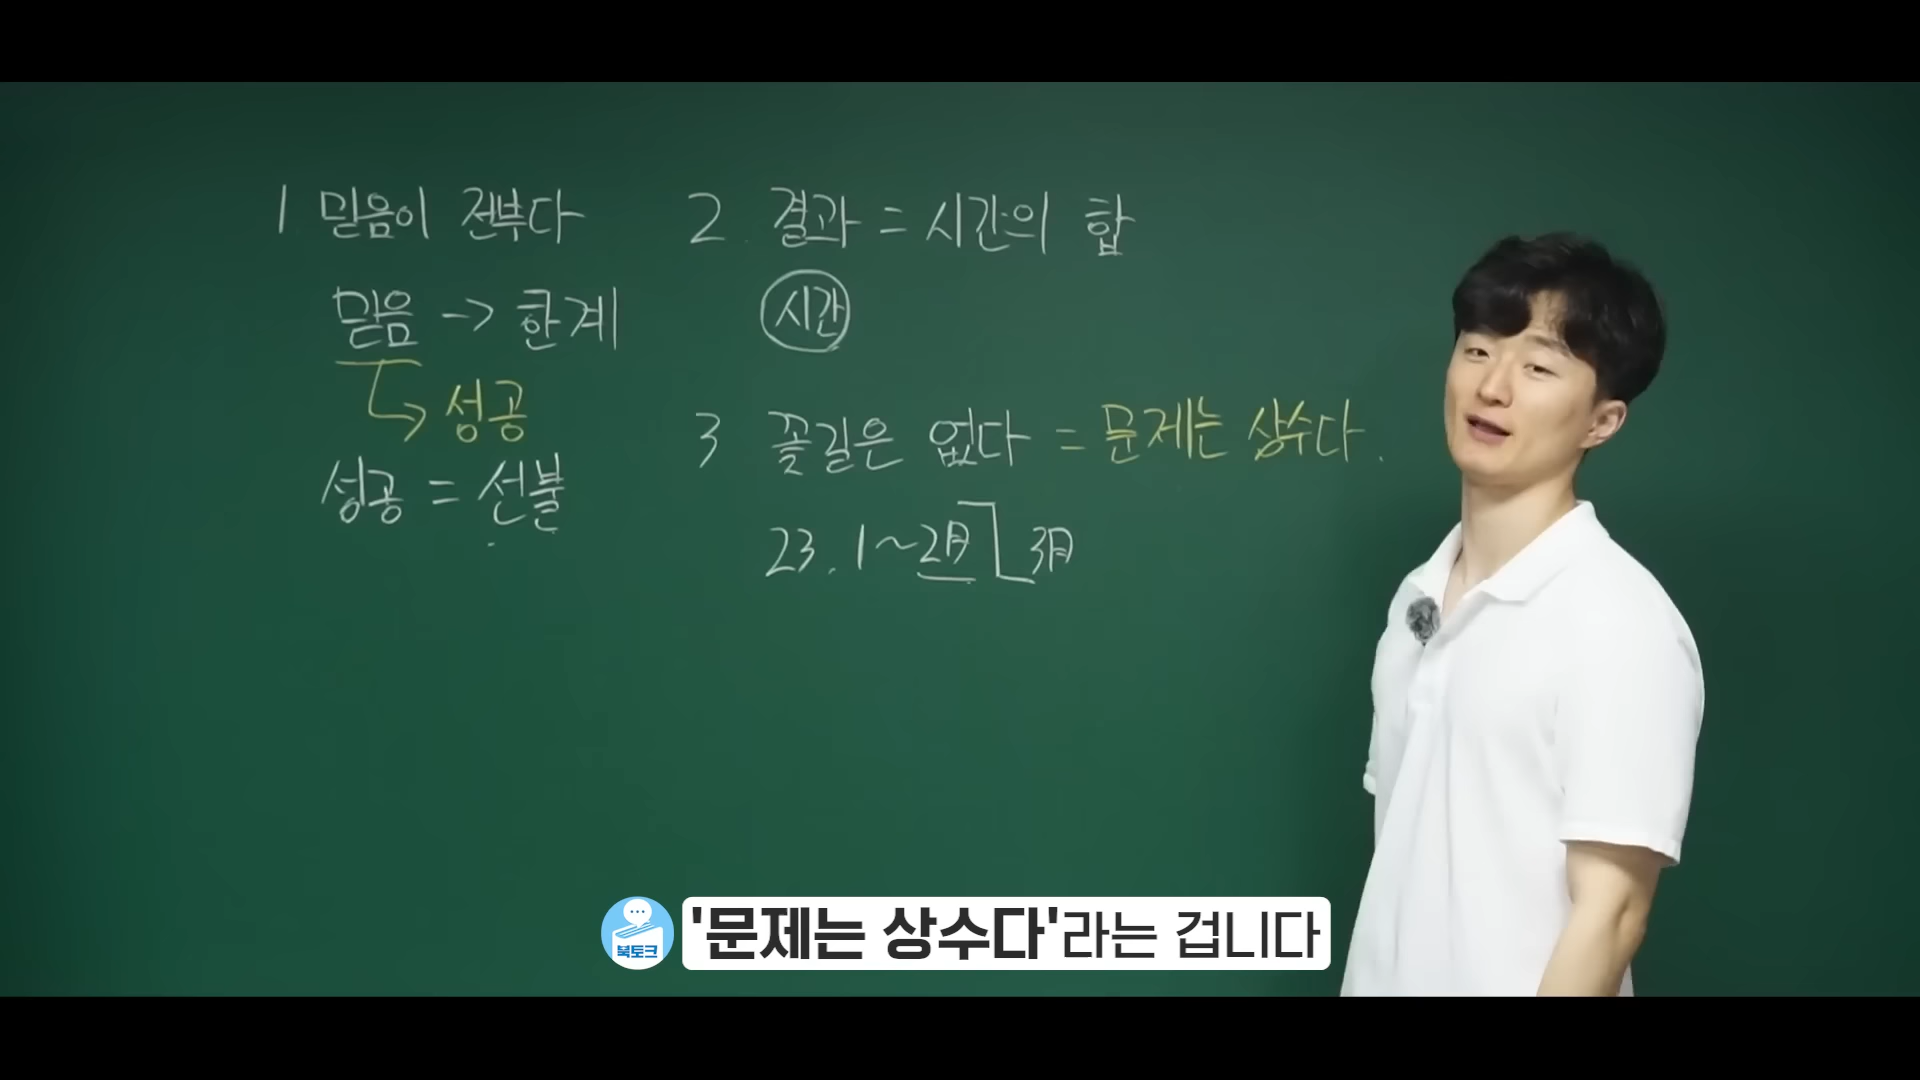 1. 믿음이 전부다
믿음 → 한계
↳ 성공
성공 = 선불
2. 결과 = 시간의 합
시간
3 꽃길은 없다 = 문제는 상수다.
23. 1~2月 3月
북토크
'문제는 상수다'라는 겁니다